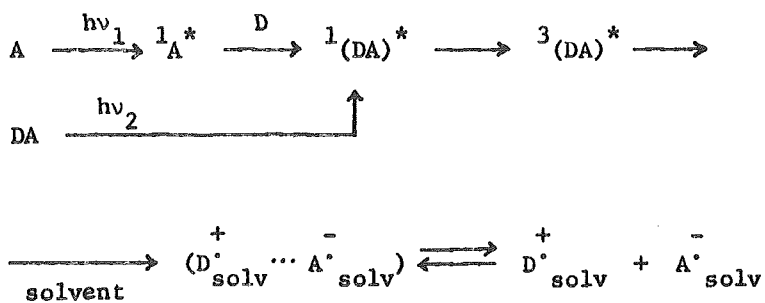 A —hν₁→ ¹A* —D→ ¹(DA)* → ³(DA)* →
DA —hν₂→
→ solvent (D·⁺solv ··· A·⁻solv) ⇌ D·⁺solv + A·⁻solv